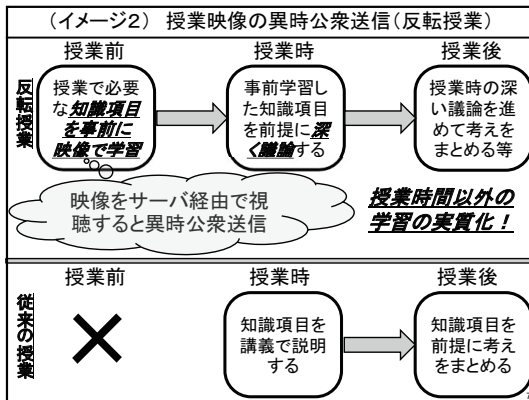 (イメージ2) 授業映像の異時公衆送信(反転授業)
授業前
授業時
授業後
反転授業
授業で必要
な知識項目
を事前に
映像で学習
事前学習し
た知識項目
を前提に深
く議論する
授業時の深
い議論を進
めて考えを
まとめる等
映像をサーバ経由で視
聴すると異時公衆送信
授業時間以外の
学習の実質化!
授業前
授業時
授業後
従来の授業
知識項目を
講義で説明
する
知識項目を
前提に考え
をまとめる